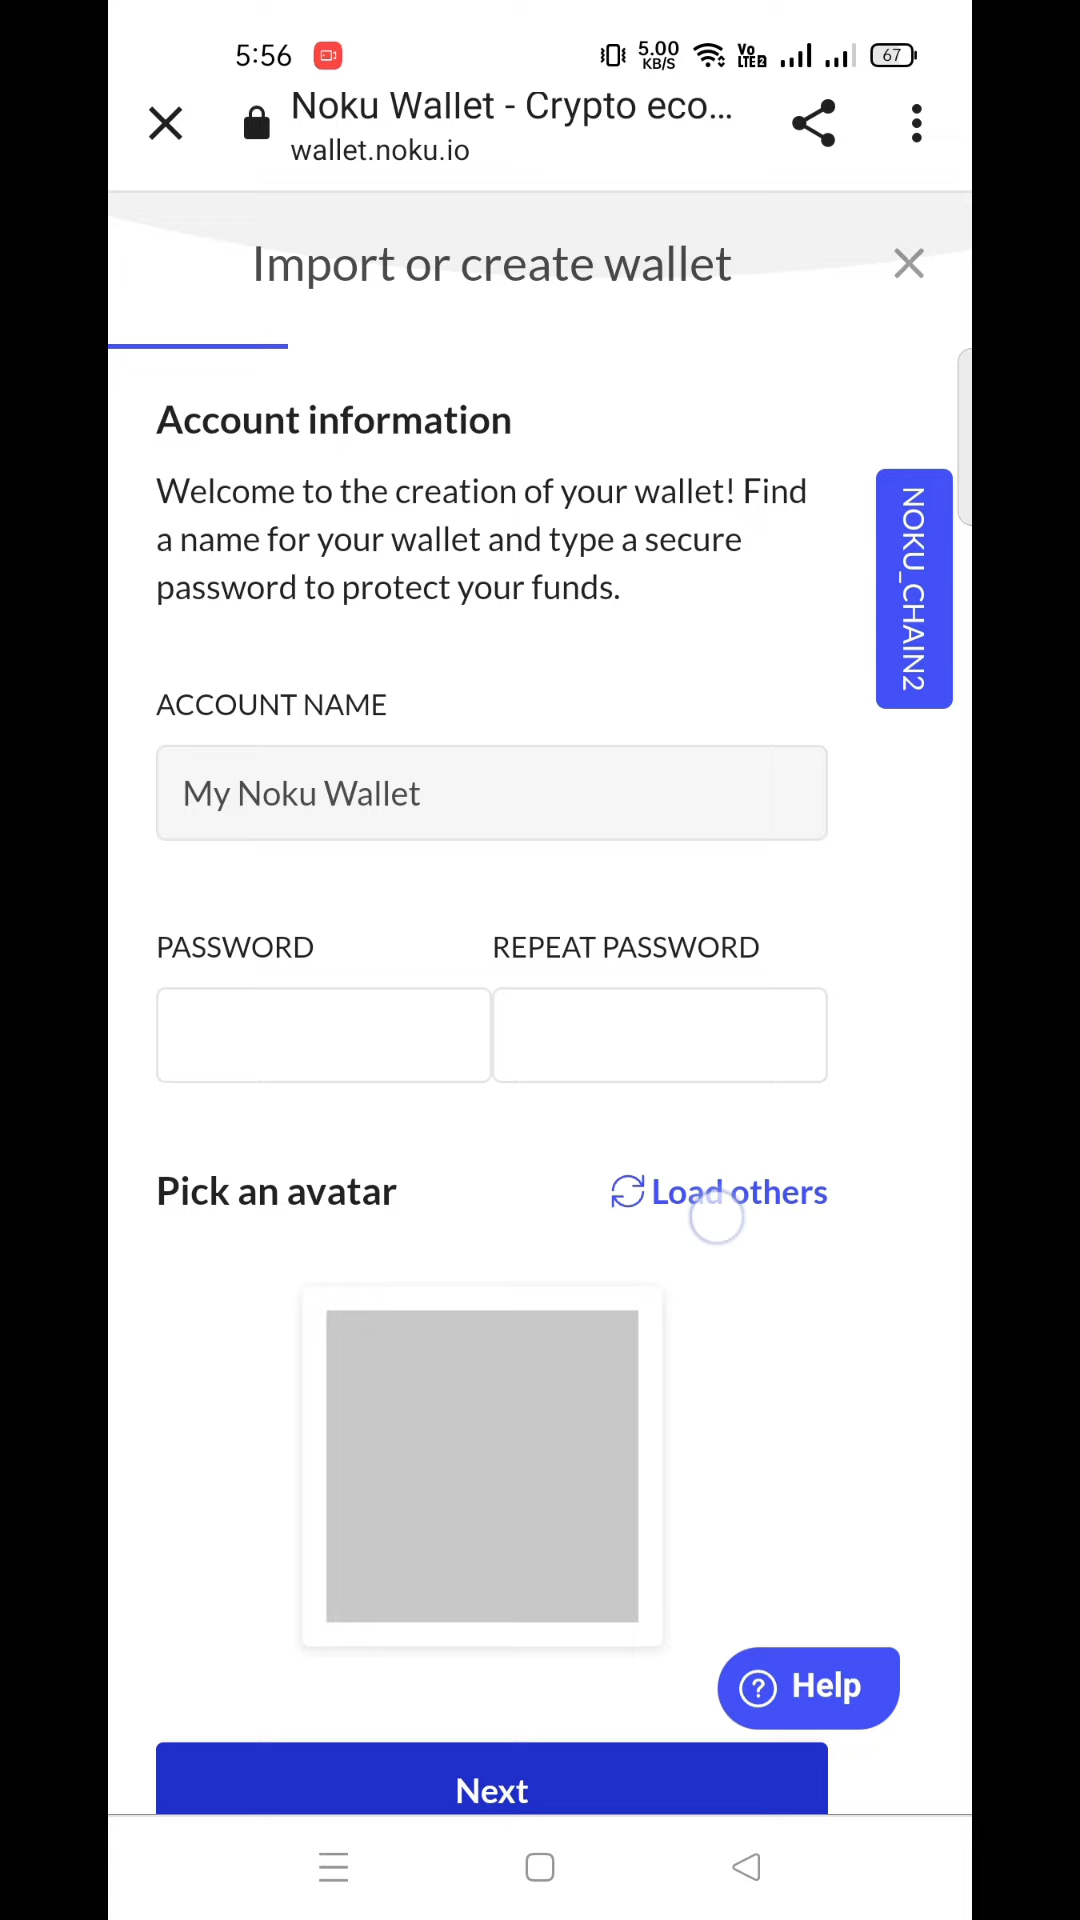 5:56
5.00
KB/S
Vo
LTE2
67
Noku Wallet - Crypto eco...
wallet.noku.io
Import or create wallet
Account information
Welcome to the creation of your wallet! Find
a name for your wallet and type a secure
password to protect your funds.
NOKU_CHAIN2
ACCOUNT NAME
My Noku Wallet
PASSWORD
REPEAT PASSWORD
Pick an avatar
Load others
? Help
Next